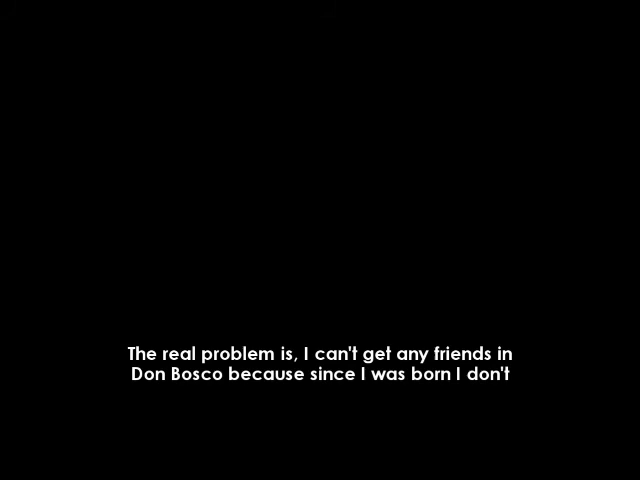 The real problem is, I can't get any friends in
Don Bosco because since I was born I don't